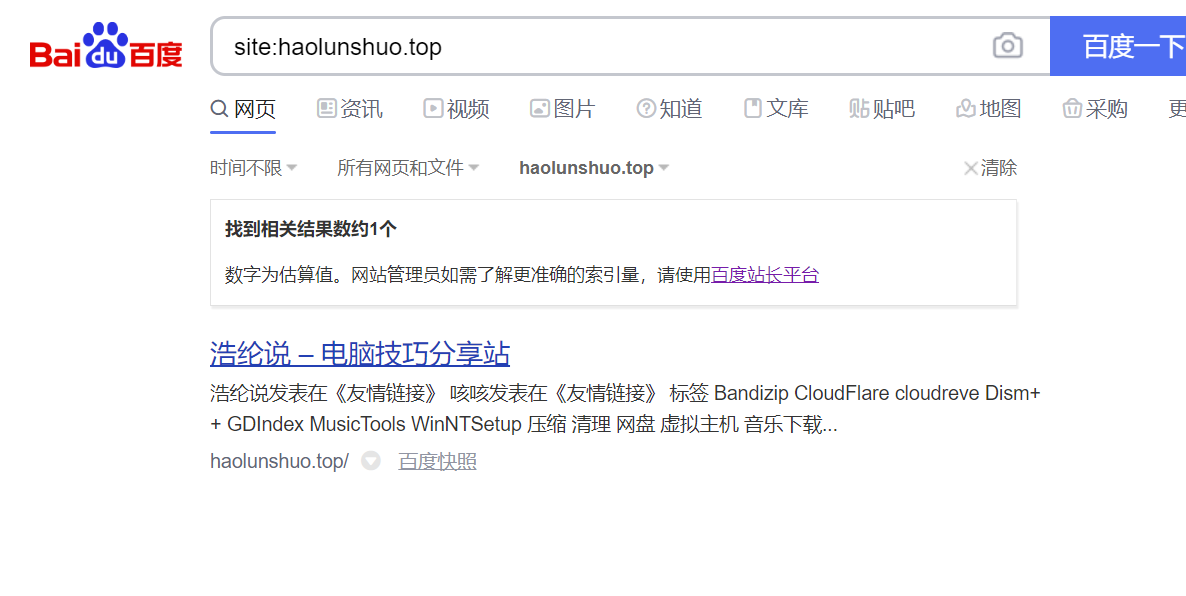 Bai du 百度 site:haolunshuo.top 百度一下
网页 资讯 视频 图片 知道 文库 贴吧 地图 采购 更
时间不限 所有网页和文件 haolunshuo.top 清除
找到相关结果数约1个
数字为估算值。网站管理员如需了解更准确的索引量，请使用百度站长平台
浩纶说 – 电脑技巧分享站
浩纶说发表在《友情链接》 咳咳发表在《友情链接》 标签 Bandizip CloudFlare cloudreve Dism+
+ GDIndex MusicTools WinNTSetup 压缩 清理 网盘 虚拟主机 音乐下载...
haolunshuo.top/ 百度快照